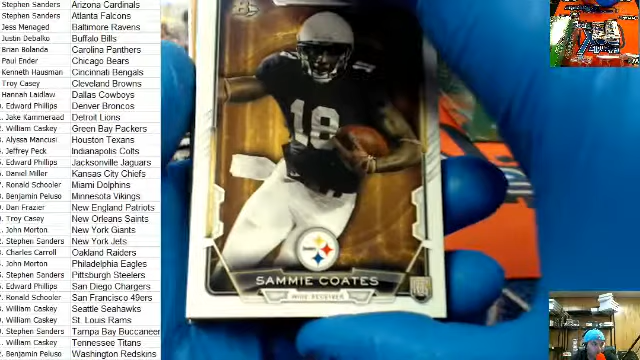 Stephen Sanders Arizona Cardinals
Stephen Sanders Atlanta Falcons
Jess Menaged Baltimore Ravens
Justin Debalko Buffalo Bills
Brian Bolanda Carolina Panthers
Paul Ender Chicago Bears
Kenneth Hausman Cincinnati Bengals
Troy Casey Cleveland Browns
Hannah Laidlaw Dallas Cowboys
Edward Phillips Denver Broncos
Jake Kammeraad Detroit Lions
William Caskey Green Bay Packers
Alyssa Mancusi Houston Texans
Jeffrey Peck Indianapolis Colts
Edward Phillips Jacksonville Jaguars
Daniel Miller Kansas City Chiefs
Ronald Schooler Miami Dolphins
Benjamin Peluso Minnesota Vikings
Dan Frazier New England Patriots
Troy Casey New Orleans Saints
John Morton New York Giants
Stephen Sanders New York Jets
Charles Carroll Oakland Raiders
John Morton Philadelphia Eagles
Stephen Sanders Pittsburgh Steelers
Edward Phillips San Diego Chargers
Ronald Schooler San Francisco 49ers
William Caskey Seattle Seahawks
William Caskey St. Louis Rams
Stephen Sanders Tampa Bay Buccaneer
William Caskey Tennessee Titans
Benjamin Peluso Washington Redskins
18
Steelers
SAMMIE COATES
WIDE RECEIVER